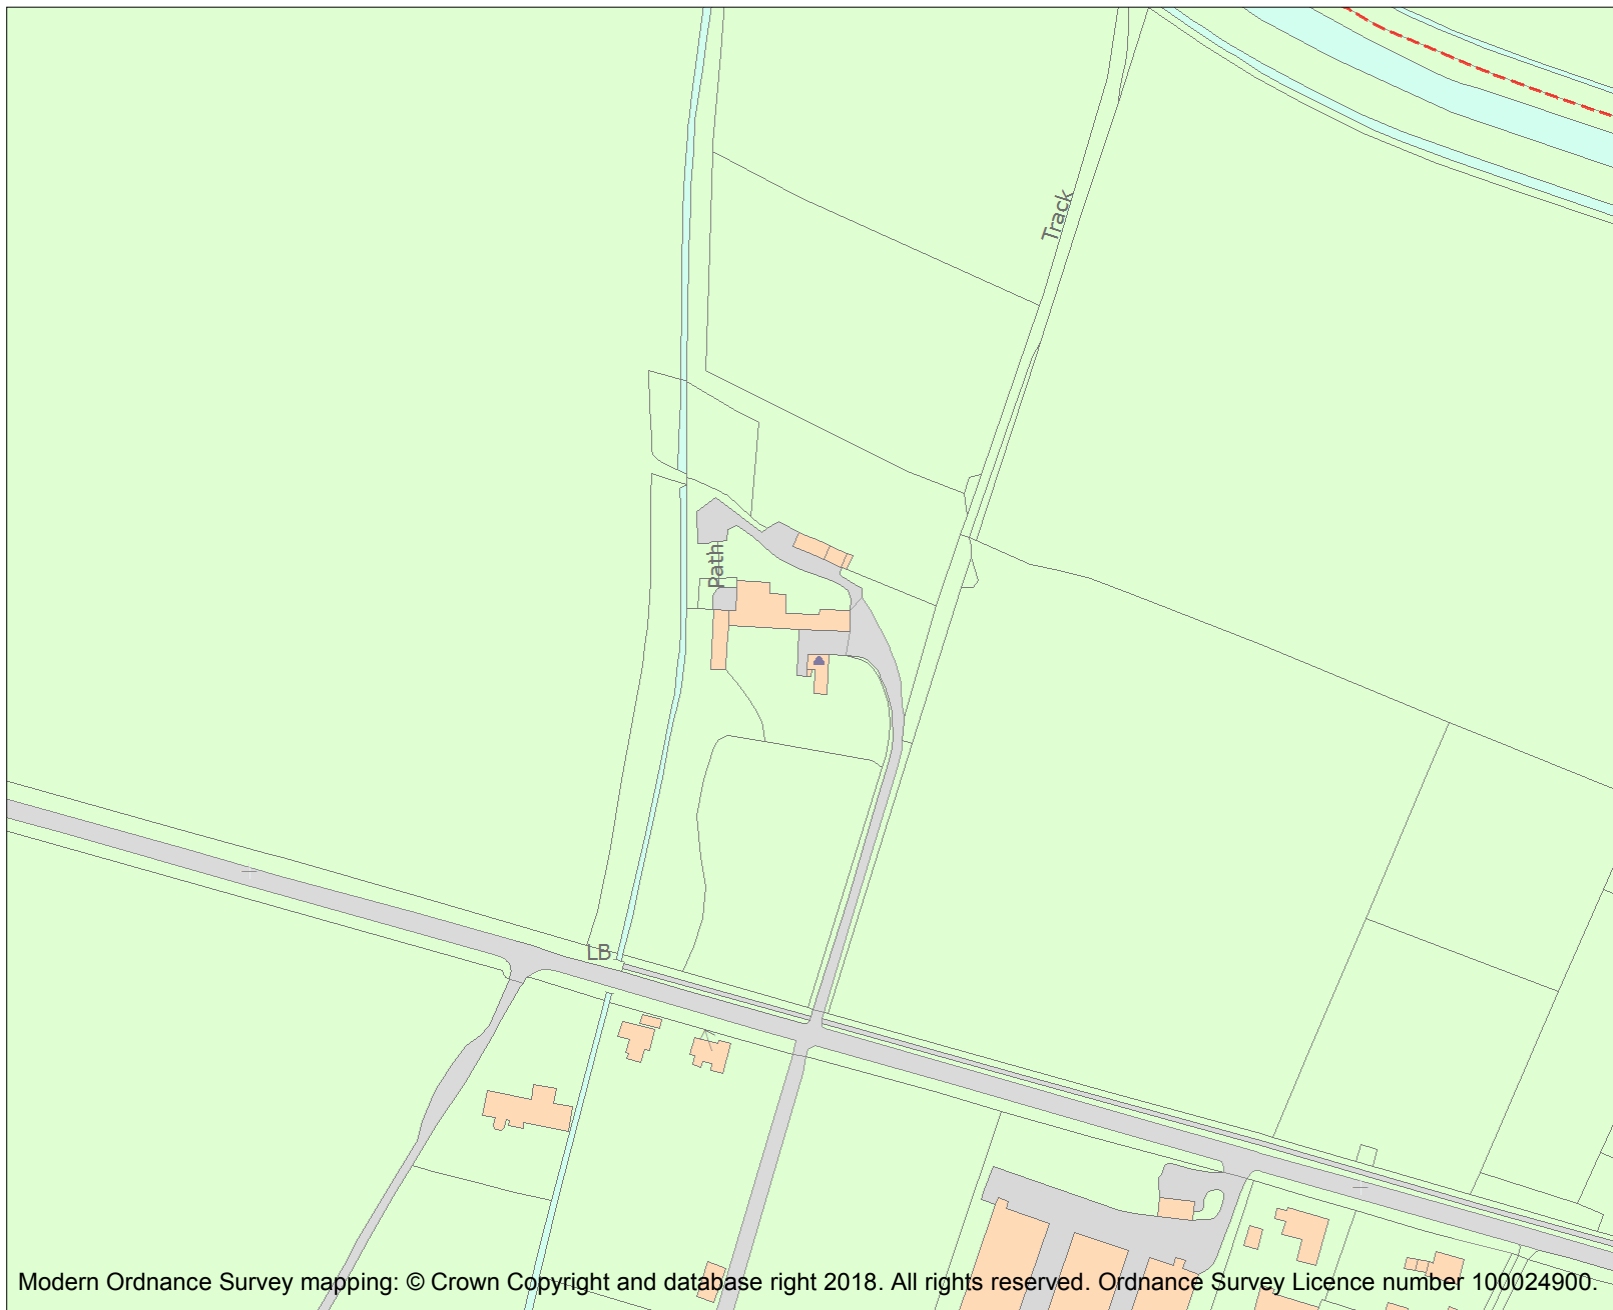 Track
Path
LB
Modern Ordnance Survey mapping: © Crown Copyright and database right 2018. All rights reserved. Ordnance Survey Licence number 100024900.